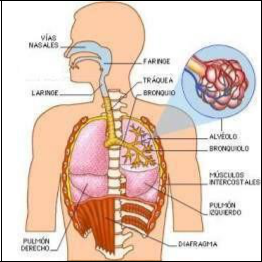 VÍAS
NASALES
FARINGE
TRÁQUEA
BRONQUIO
LARINGE
ALVÉOLO
BRONQUIOLO
MÚSCULOS
INTERCOSTALES
PULMÓN
IZQUIERDO
PULMÓN
DERECHO
DIAFRAGMA